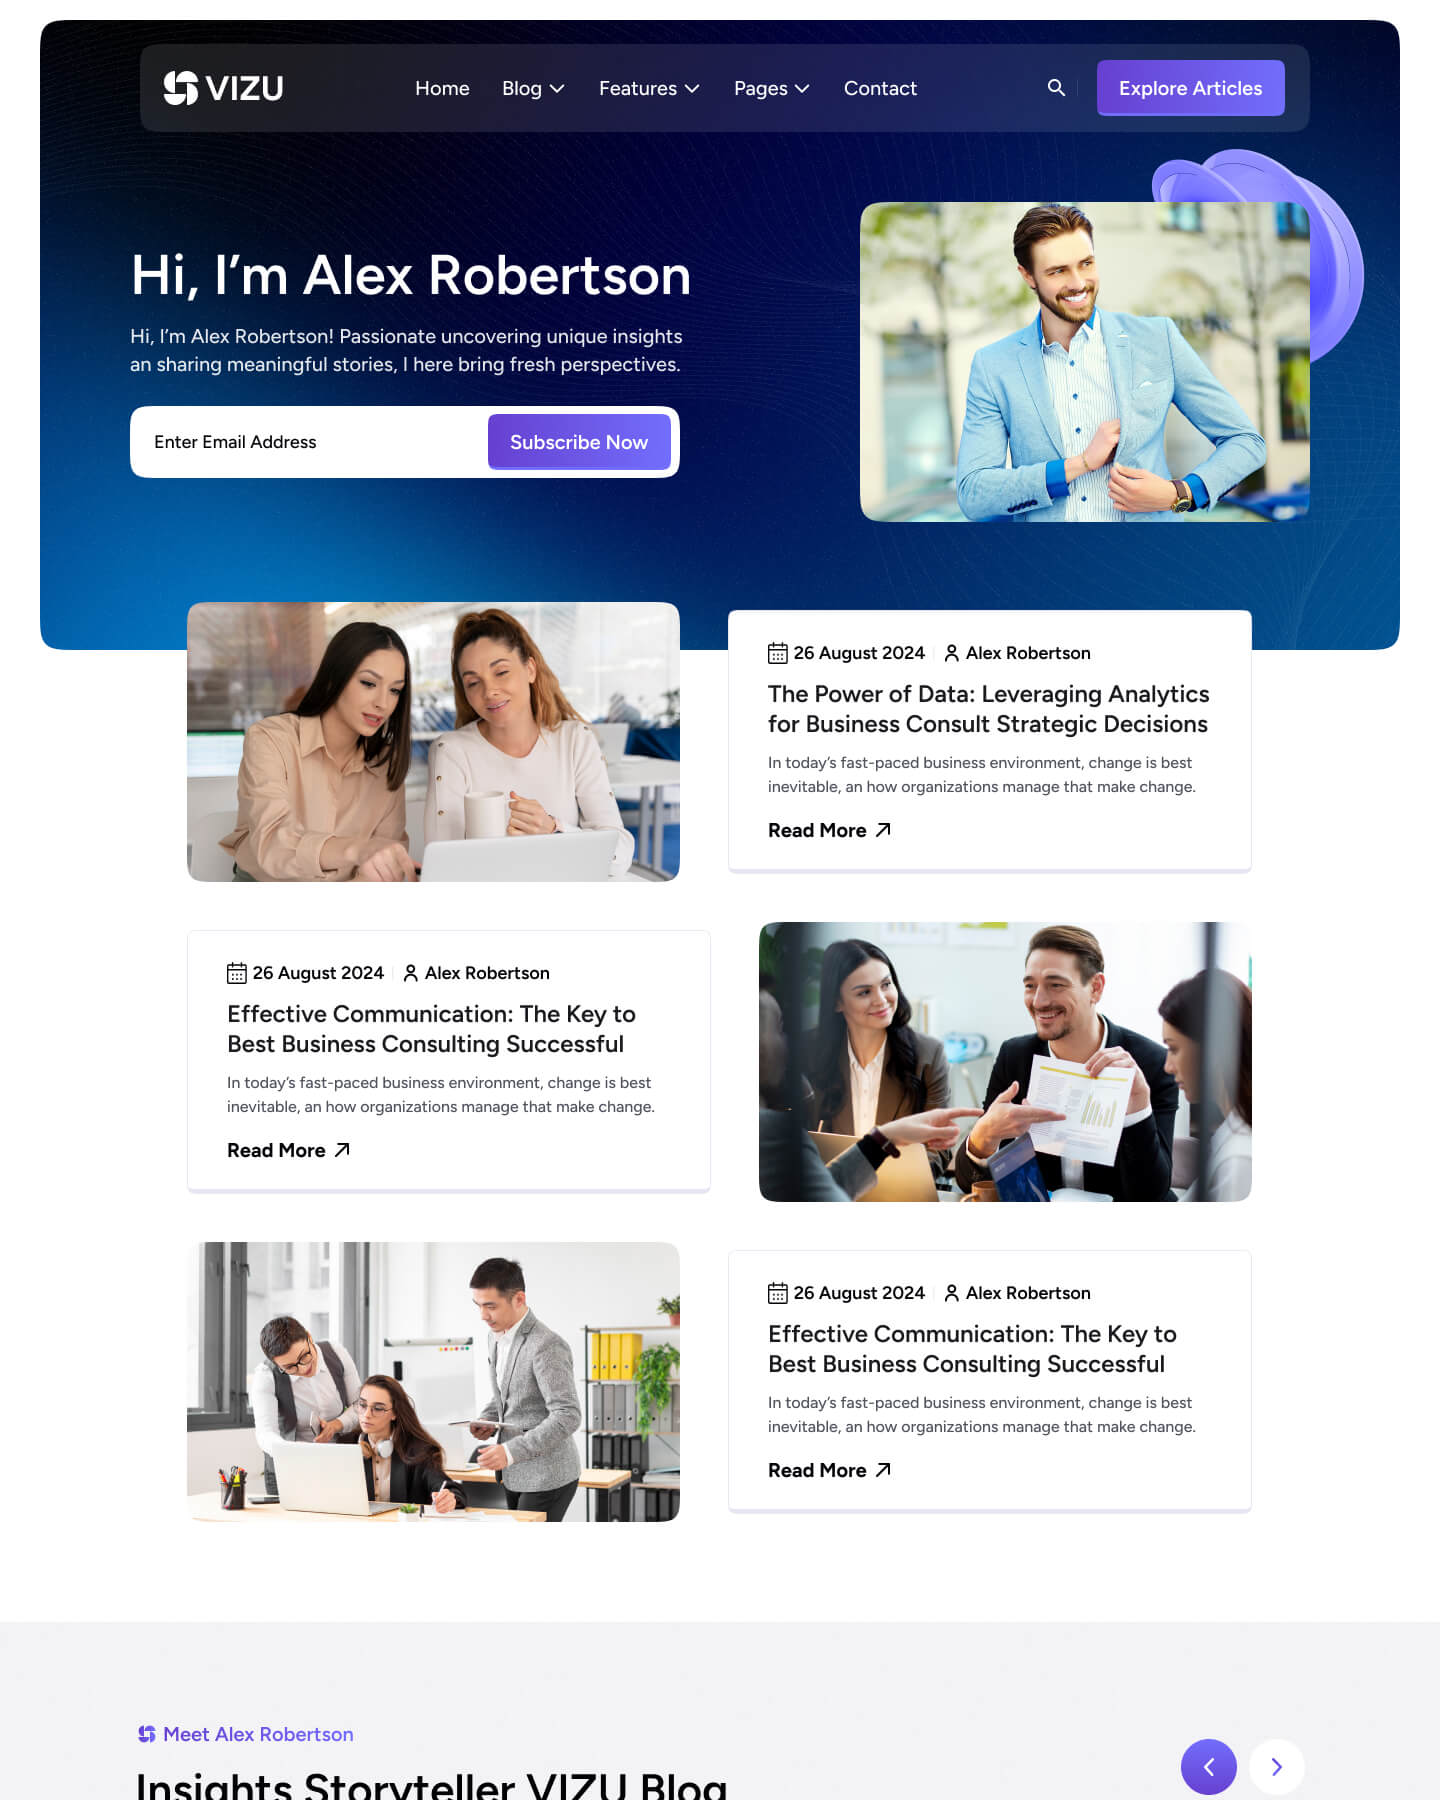 VIZU
Home
Blog
Features
Pages
Contact
Explore Articles
Hi, I’m Alex Robertson
Hi, I’m Alex Robertson! Passionate uncovering unique insights
an sharing meaningful stories, I here bring fresh perspectives.
Enter Email Address
Subscribe Now
26 August 2024
Alex Robertson
The Power of Data: Leveraging Analytics
for Business Consult Strategic Decisions
In today’s fast-paced business environment, change is best
inevitable, an how organizations manage that make change.
Read More
26 August 2024
Alex Robertson
Effective Communication: The Key to
Best Business Consulting Successful
In today’s fast-paced business environment, change is best
inevitable, an how organizations manage that make change.
Read More
26 August 2024
Alex Robertson
Effective Communication: The Key to
Best Business Consulting Successful
In today’s fast-paced business environment, change is best
inevitable, an how organizations manage that make change.
Read More
Meet Alex Robertson
Insights Storyteller VIZU Blog